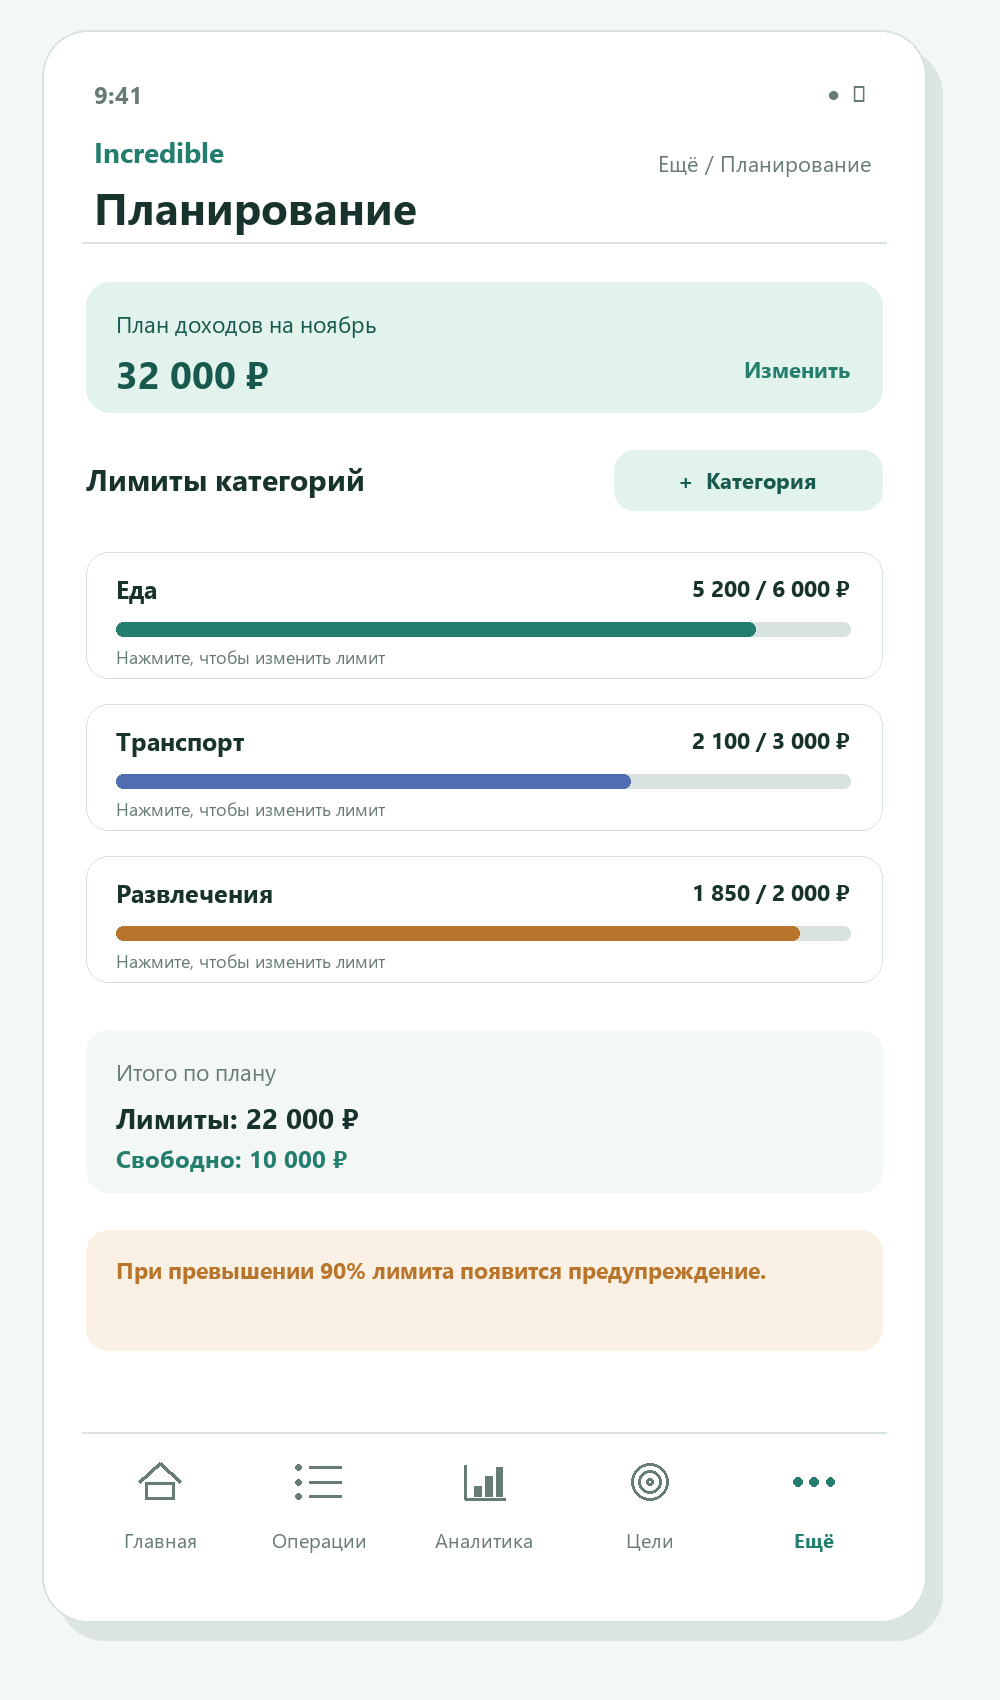 9:41
Incredible
Ещё / Планирование
Планирование
План доходов на ноябрь
32 000 ₽
Изменить
Лимиты категорий
+ Категория
Еда
5 200 / 6 000 ₽
Нажмите, чтобы изменить лимит
Транспорт
2 100 / 3 000 ₽
Нажмите, чтобы изменить лимит
Развлечения
1 850 / 2 000 ₽
Нажмите, чтобы изменить лимит
Итого по плану
Лимиты: 22 000 ₽
Свободно: 10 000 ₽
При превышении 90% лимита появится предупреждение.
Главная
Операции
Аналитика
Цели
Ещё